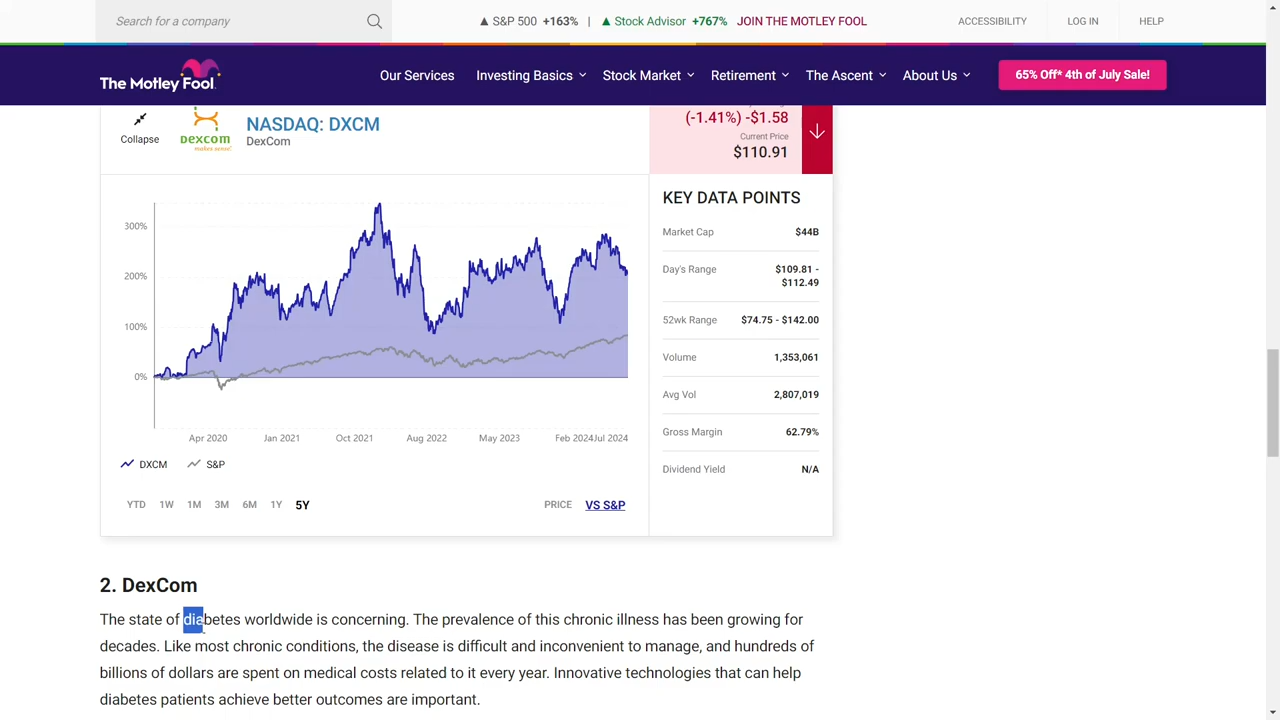 Search for a company
▲ S&P 500 +163% | ▲ Stock Advisor +767% JOIN THE MOTLEY FOOL
ACCESSIBILITY LOG IN HELP
The Motley Fool
Our Services Investing Basics Stock Market Retirement The Ascent About Us
65% Off* 4th of July Sale!
Collapse
DEXCOM
makes sense
NASDAQ: DXCM
DexCom
(-1.41%) -$1.58
Current Price
$110.91
300%
200%
100%
0%
Apr 2020 Jan 2021 Oct 2021 Aug 2022 May 2023 Feb 2024 Jul 2024
DXCM S&P
YTD 1W 1M 3M 6M 1Y 5Y
PRICE VS S&P
KEY DATA POINTS
Market Cap $44B
Day's Range $109.81 -
$112.49
52wk Range $74.75 - $142.00
Volume 1,353,061
Avg Vol 2,807,019
Gross Margin 62.79%
Dividend Yield N/A
2. DexCom
The state of diabetes worldwide is concerning. The prevalence of this chronic illness has been growing for
decades. Like most chronic conditions, the disease is difficult and inconvenient to manage, and hundreds of
billions of dollars are spent on medical costs related to it every year. Innovative technologies that can help
diabetes patients achieve better outcomes are important.